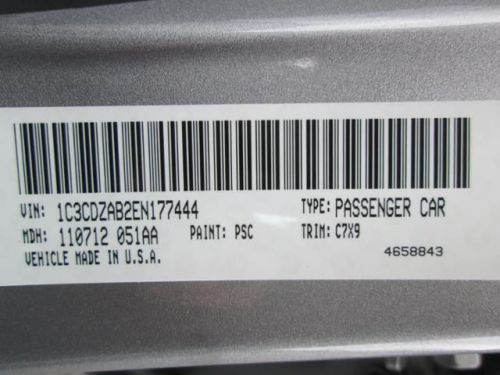 VIN: 1C3CDZAB2EN177444 TYPE: PASSENGER CAR
MDH: 110712 051AA PAINT: PSC TRIM: C7X9
VEHICLE MADE IN U.S.A. 4658843